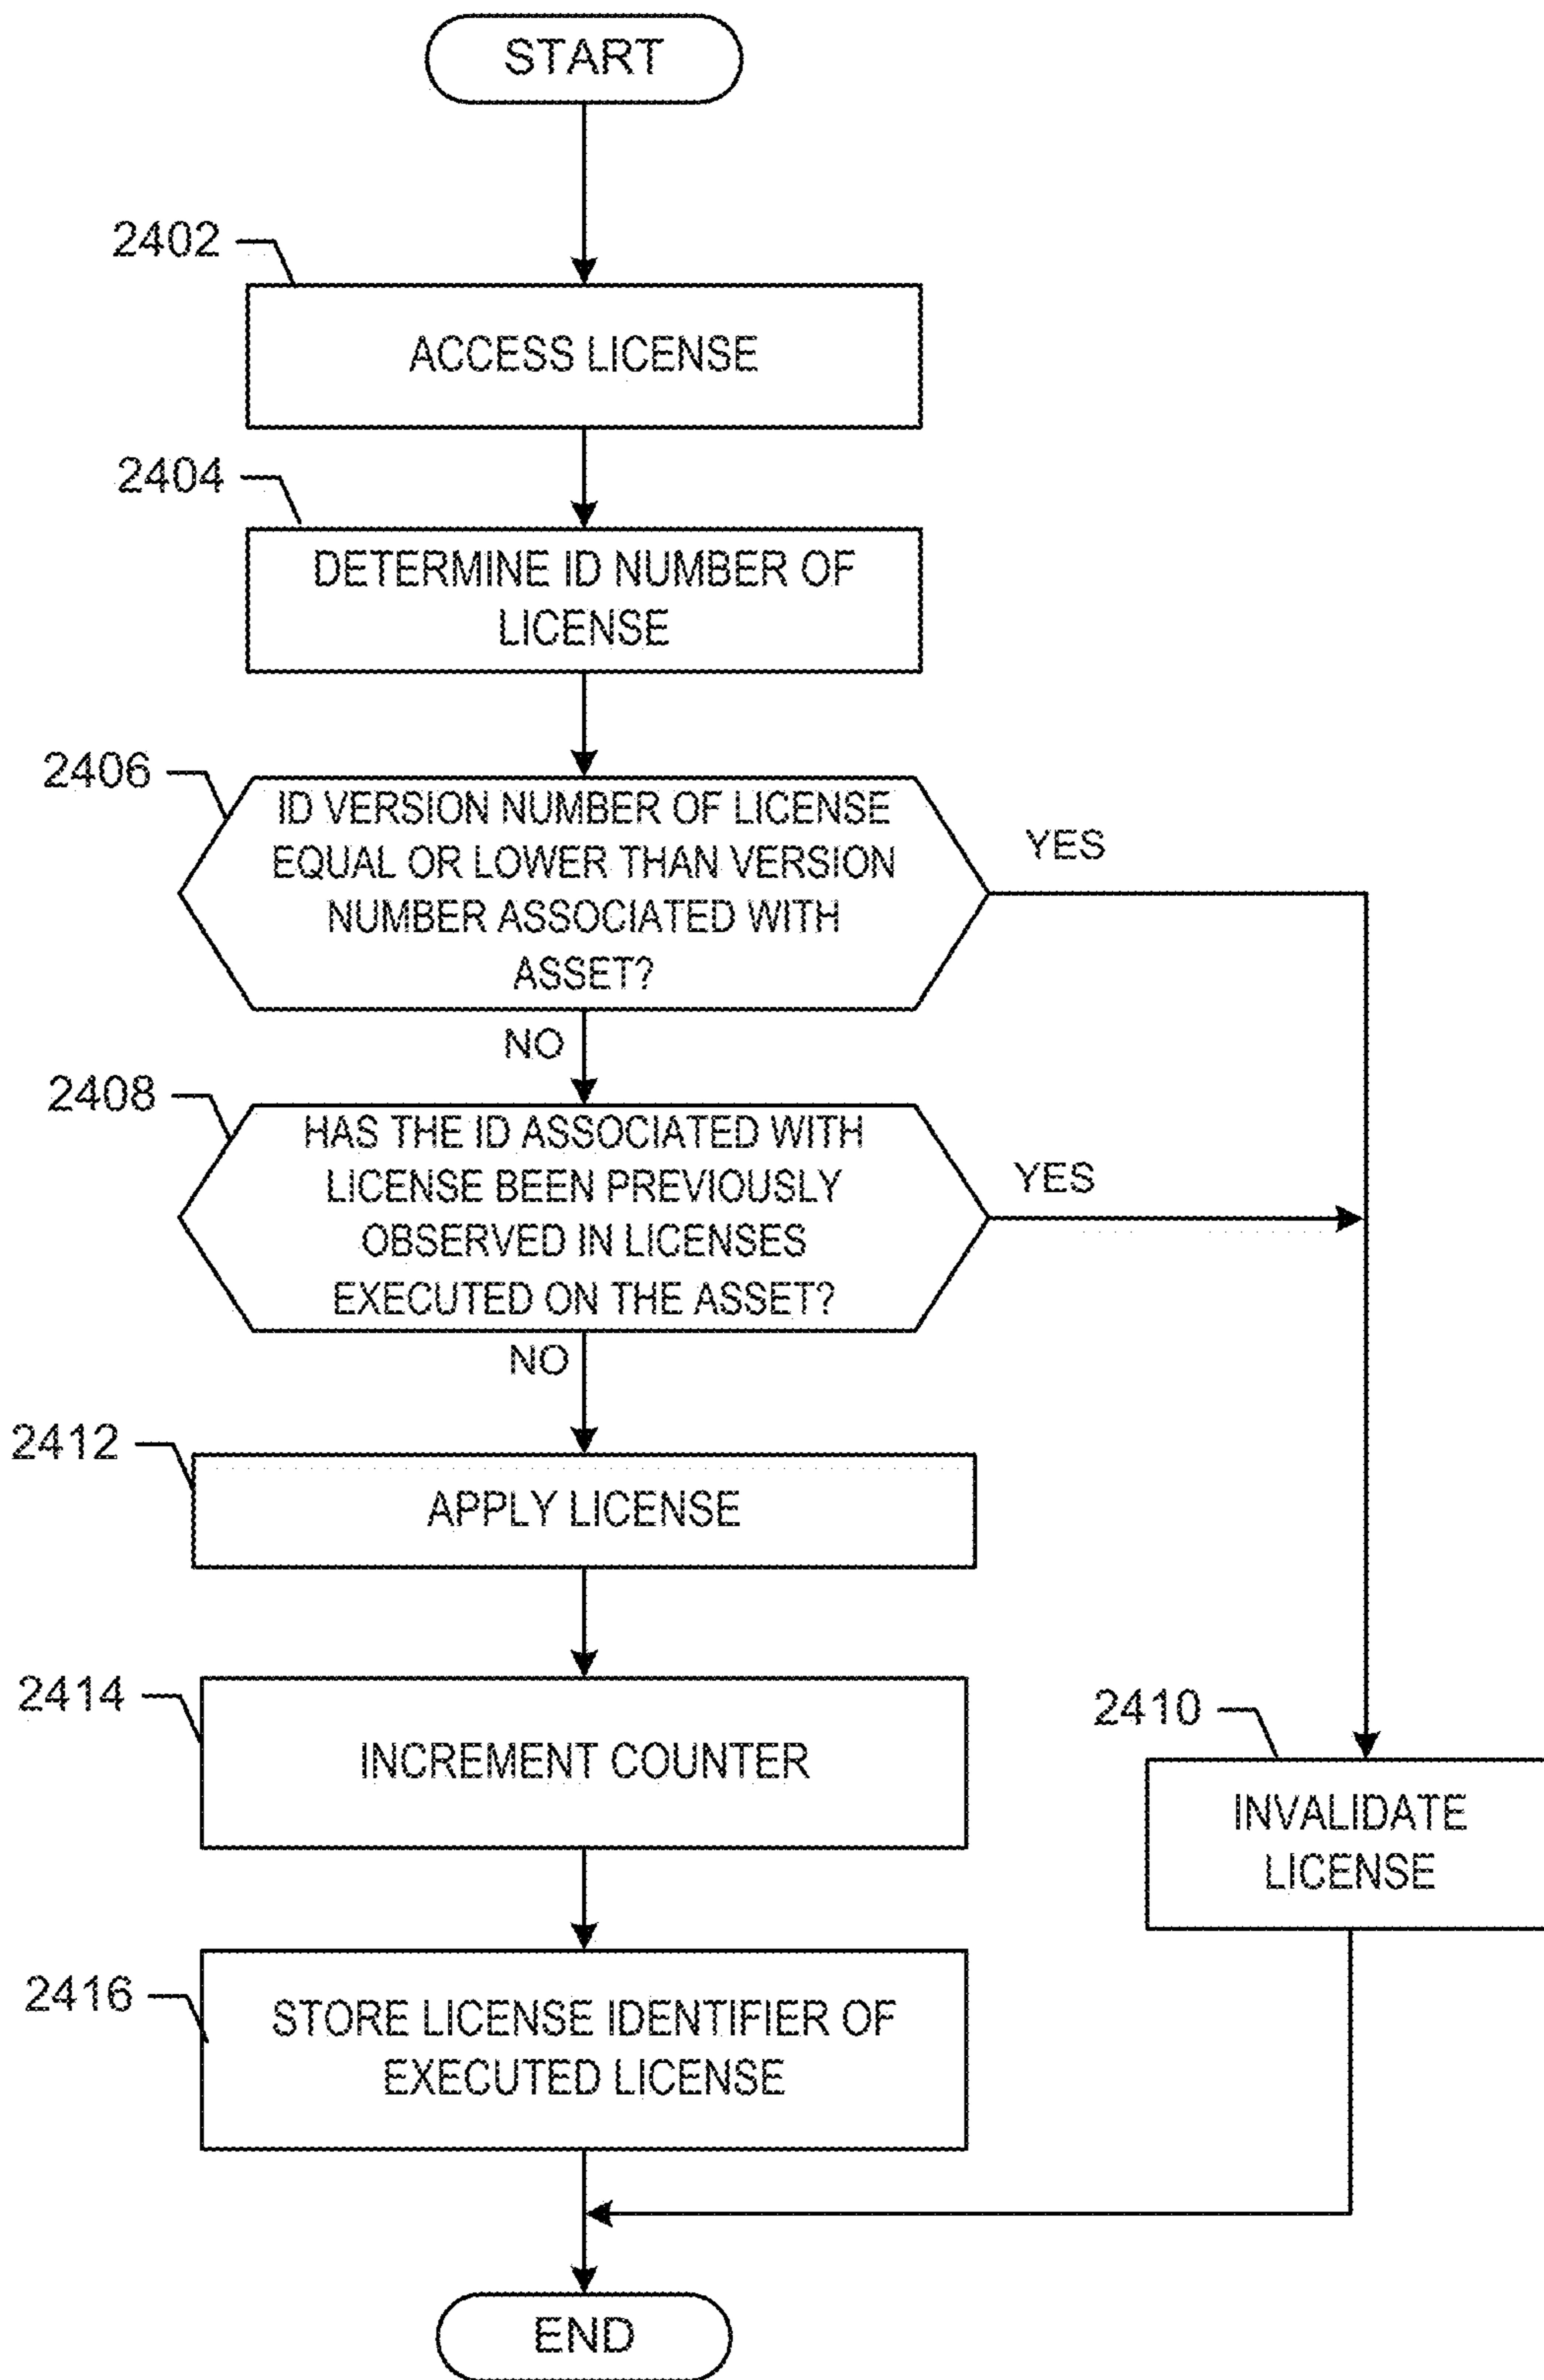 START
2402
ACCESS LICENSE
2404
DETERMINE ID NUMBER OF
LICENSE
2406
ID VERSION NUMBER OF LICENSE
EQUAL OR LOWER THAN VERSION
NUMBER ASSOCIATED WITH
ASSET?
YES
NO
2408
HAS THE ID ASSOCIATED WITH
LICENSE BEEN PREVIOUSLY
OBSERVED IN LICENSES
EXECUTED ON THE ASSET?
YES
NO
2412
APPLY LICENSE
2414
INCREMENT COUNTER
2410
INVALIDATE
LICENSE
2416
STORE LICENSE IDENTIFIER OF
EXECUTED LICENSE
END